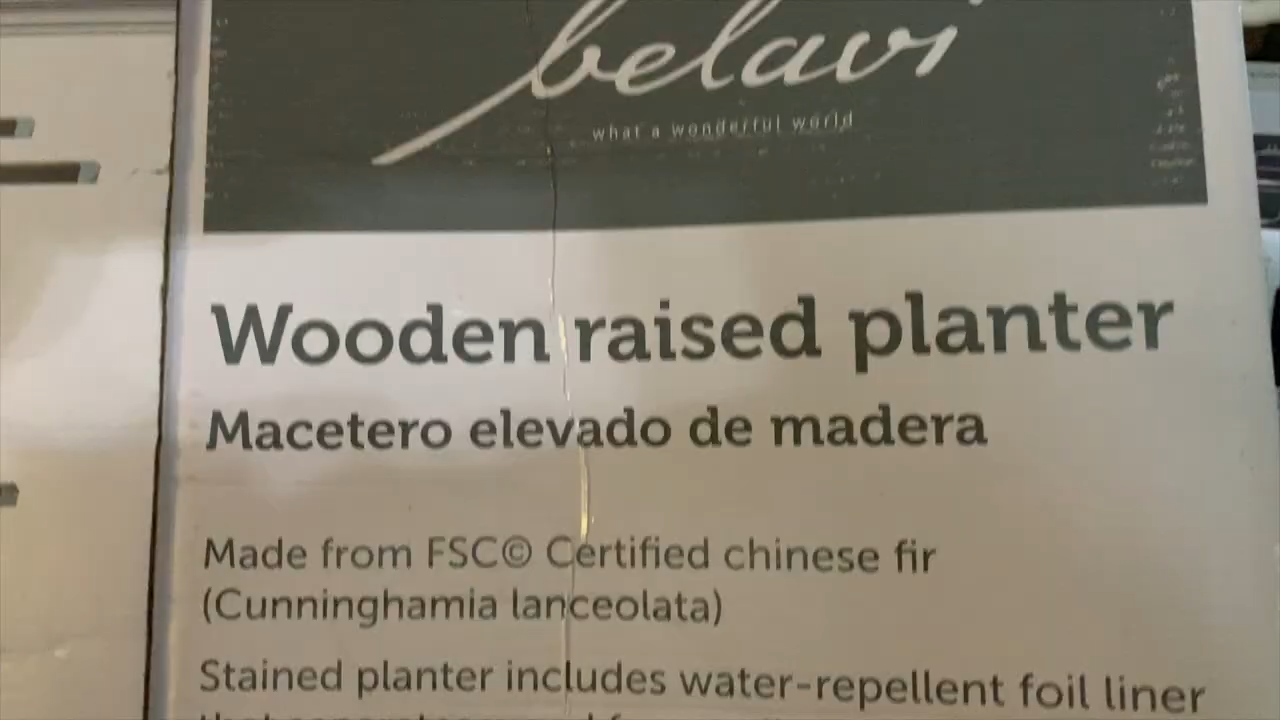 belavi
what a wonderful world
Wooden raised planter
Macetero elevado de madera
Made from FSC© Certified chinese fir
(Cunninghamia lanceolata)
Stained planter includes water-repellent foil liner